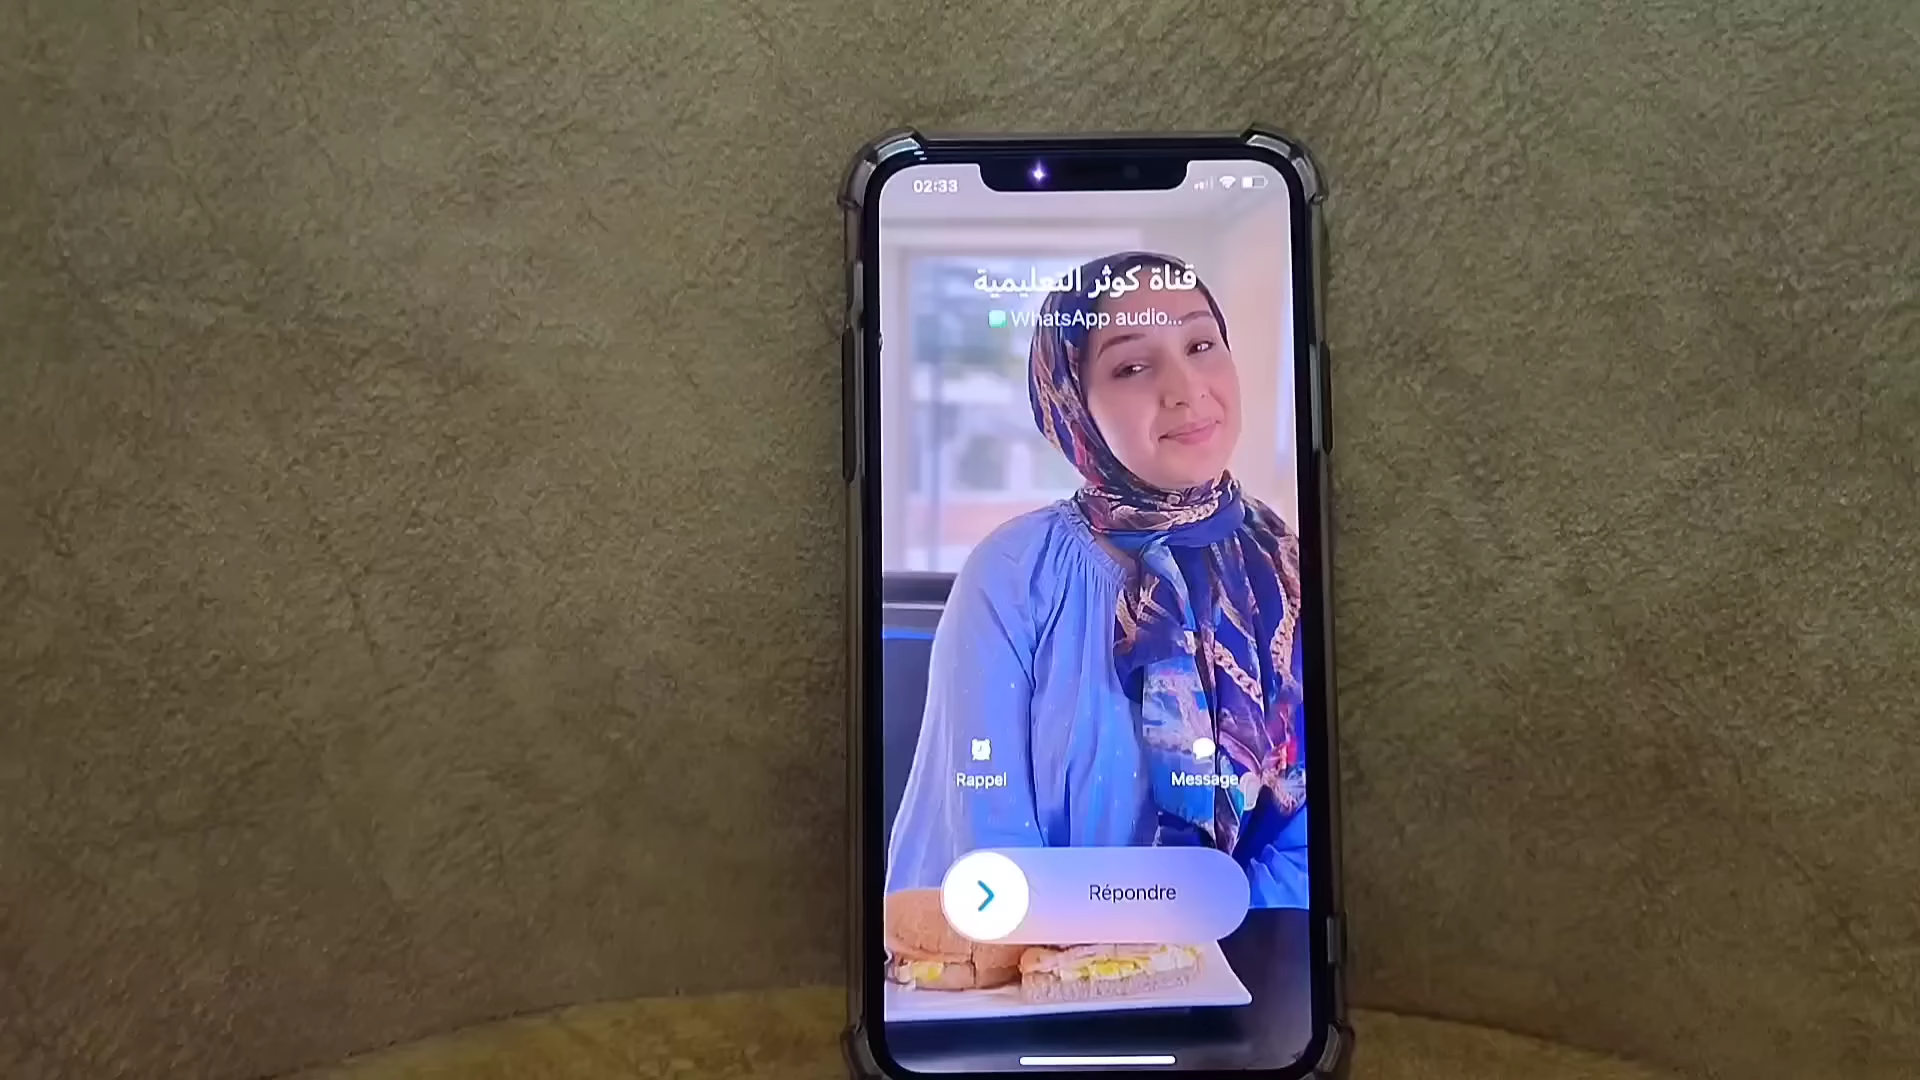 02:33
قناة كوثر التعليمية
WhatsApp audio...
Rappel
Message
Répondre